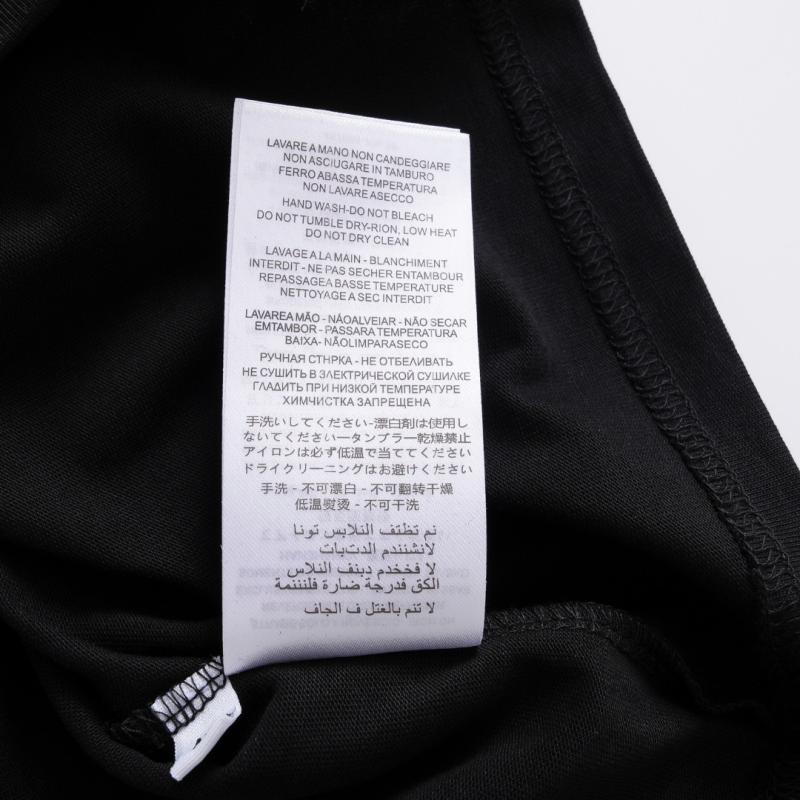 LAVARE A MANO NON CANDEGGIARE
NON ASCIUGARE IN TAMBURO
FERRO ABASSA TEMPERATURA
NON LAVARE ASECCO
HAND WASH-DO NOT BLEACH
DO NOT TUMBLE DRY-RION, LOW HEAT
DO NOT DRY CLEAN
LAVAGE A LA MAIN - BLANCHIMENT
INTERDIT - NE PAS SECHER ENTAMBOUR
REPASSAGEA BASSE TEMPERATURE
NETTOYAGE A SEC INTERDIT
LAVAREA MÃO - NÁOALVEIAR - NÃO SECAR
EMTAMBOR - PASSARA TEMPERATURA
BAIXA- NÃOLIMPARASECO
РУЧНАЯ СТНРКА - НЕ ОТБЕЛИВАТЬ
НЕ СУШИТЬ В ЗЛЕКТРИЧЕСКОЙ СУШИЛКЕ
ГЛАДИТЬ ПРИ НИЗКОЙ ТЕМПЕРАТУРЕ
ХИМЧИСТКА ЗАПРЕЩЕНА
手洗いしてください-漂白剤は使用し
ないてください一タンブラー乾燥禁止
アイロンは必ず低温で当ててください
ドライクリーニングはお避けください
手洗 - 不可漂白 - 不可翻转干燥
低温熨烫 - 不可干洗
نم تظتفف النلابس تونا
لانشنندم الدتبات
لا فخخدم دبنف النلاس
الكق فدرجة ضارة فلننئمة
لا تنم بالغتل ف الجاف